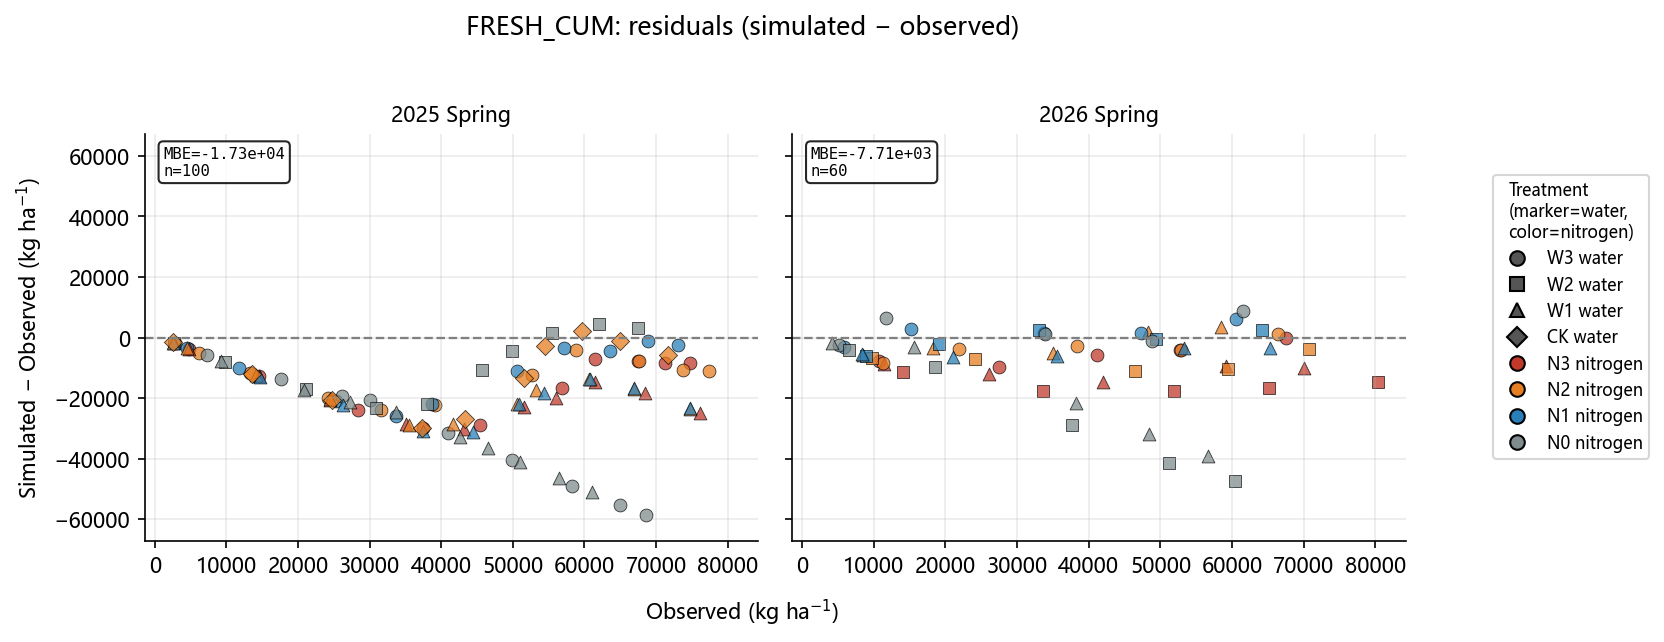 FRESH_CUM: residuals (simulated − observed)
2025 Spring
2026 Spring
MBE=-1.73e+04
n=100
MBE=-7.71e+03
n=60
60000
40000
20000
0
−20000
−40000
−60000
Simulated − Observed (kg ha⁻¹)
0 10000 20000 30000 40000 50000 60000 70000 80000
0 10000 20000 30000 40000 50000 60000 70000 80000
Observed (kg ha⁻¹)
Treatment
(marker=water,
color=nitrogen)
W3 water
W2 water
W1 water
CK water
N3 nitrogen
N2 nitrogen
N1 nitrogen
N0 nitrogen